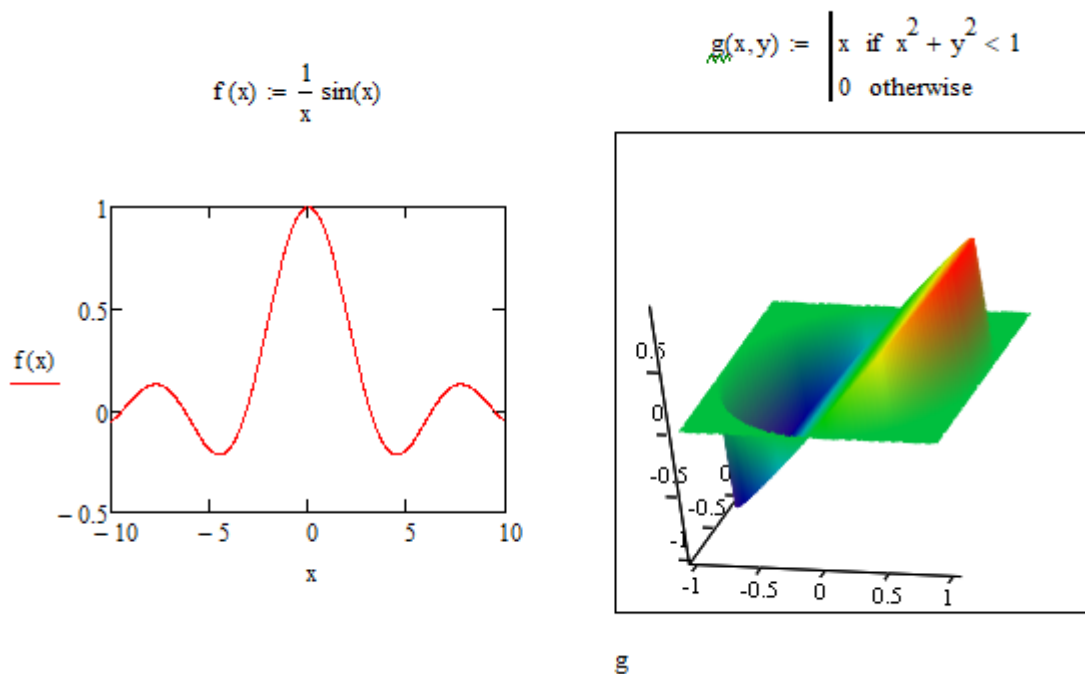 f(x) := 1/x sin(x)
1
0.5
f(x)
0
−0.5
−10 −5 0 5 10
x
g(x,y) := x if x² + y² < 1
0 otherwise
0.5
0
-0.5
-1
0
-0.5
-1 -0.5 0 0.5 1
g